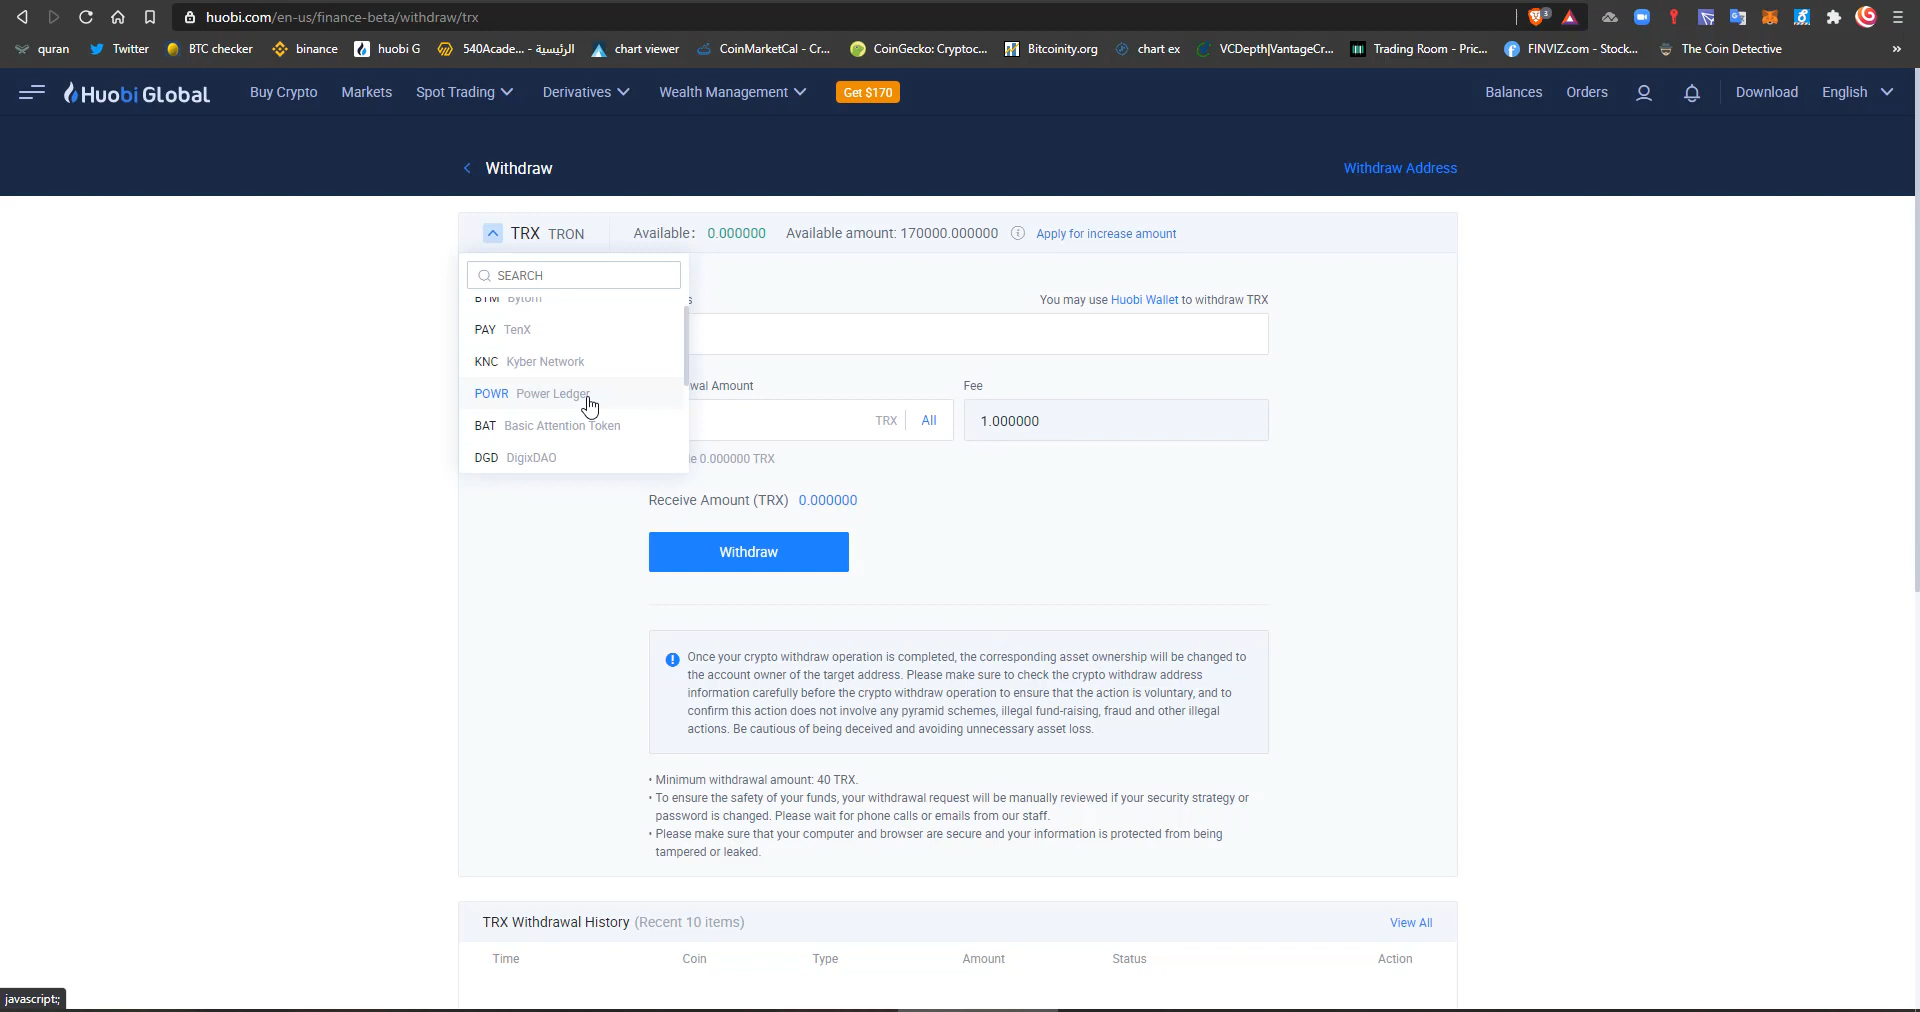 huobi.com/en-us/finance-beta/withdraw/trx
3
quran Twitter BTC checker binance huobi G 540Acade... - الرئيسية chart viewer CoinMarketCal - Cr... CoinGecko: Cryptoc... Bitcoinity.org chart ex VCDepth|VantageCr... Trading Room - Pric... FINVIZ.com - Stock... The Coin Detective »
Huobi Global Buy Crypto Markets Spot Trading Derivatives Wealth Management Get $170 Balances Orders Download English
Withdraw Withdraw Address
TRX TRON Available: 0.000000 Available amount: 170000.000000 Apply for increase amount
SEARCH
BTM Bytom s You may use Huobi Wallet to withdraw TRX
PAY TenX
KNC Kyber Network
wal Amount Fee
POWR Power Ledger
TRX All 1.000000
BAT Basic Attention Token
DGD DigixDAO e 0.000000 TRX
Receive Amount (TRX) 0.000000
Withdraw
Once your crypto withdraw operation is completed, the corresponding asset ownership will be changed to
the account owner of the target address. Please make sure to check the crypto withdraw address
information carefully before the crypto withdraw operation to ensure that the action is voluntary, and to
confirm this action does not involve any pyramid schemes, illegal fund-raising, fraud and other illegal
actions. Be cautious of being deceived and avoiding unnecessary asset loss.
• Minimum withdrawal amount: 40 TRX.
• To ensure the safety of your funds, your withdrawal request will be manually reviewed if your security strategy or
password is changed. Please wait for phone calls or emails from our staff.
• Please make sure that your computer and browser are secure and your information is protected from being
tampered or leaked.
TRX Withdrawal History (Recent 10 items) View All
Time Coin Type Amount Status Action
javascript:;